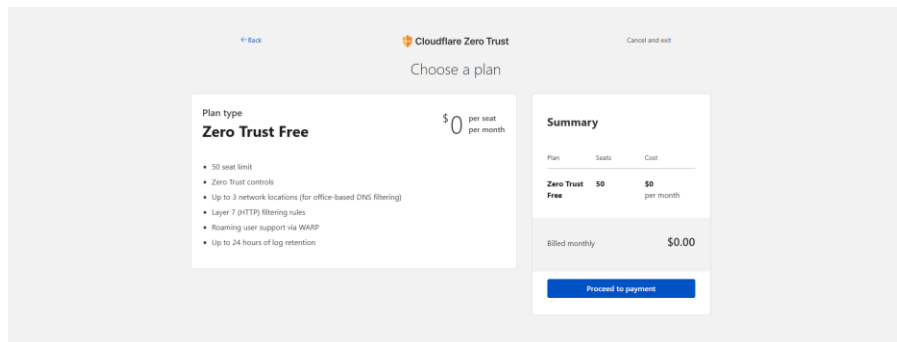 ←Back
Cloudflare Zero Trust
Cancel and exit
Choose a plan
Plan type
Zero Trust Free
$0 per seat per month
• 50 seat limit
• Zero Trust controls
• Up to 3 network locations (for office-based DNS filtering)
• Layer 7 (HTTP) filtering rules
• Roaming user support via WARP
• Up to 24 hours of log retention
Summary
Plan Seats Cost
Zero Trust Free 50 $0 per month
Billed monthly $0.00
Proceed to payment